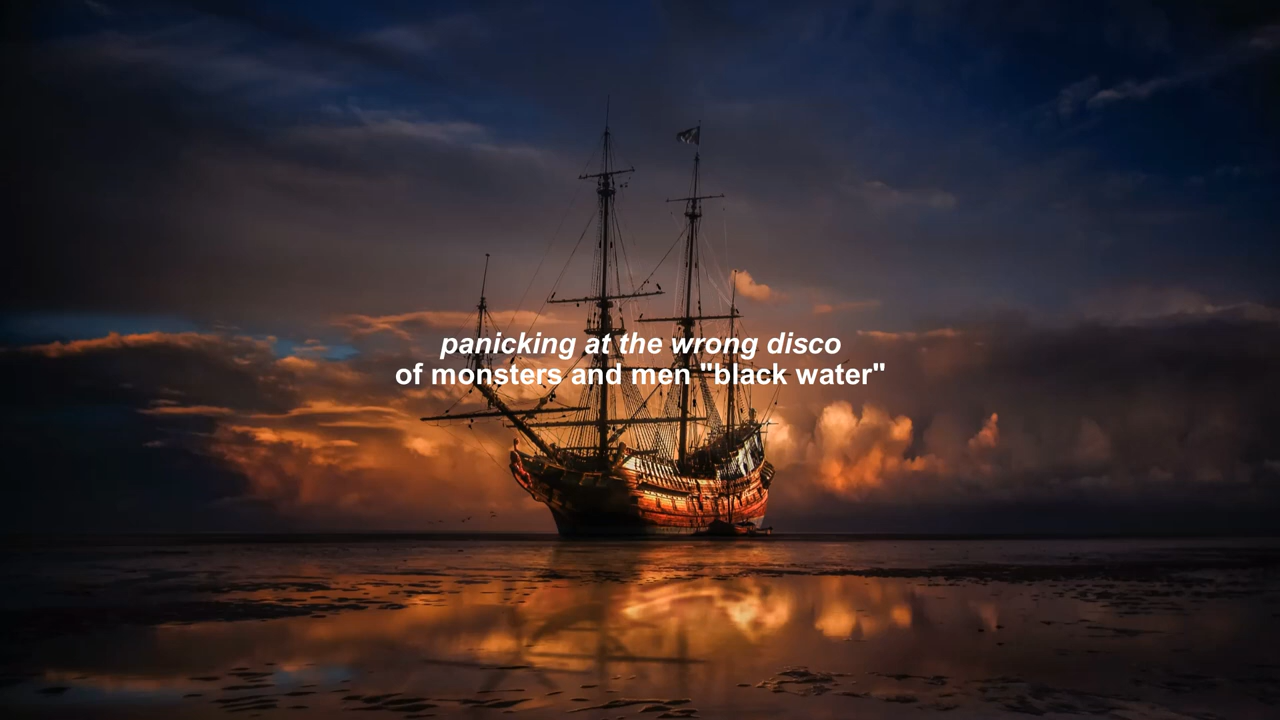 panicking at the wrong disco
of monsters and men "black water"